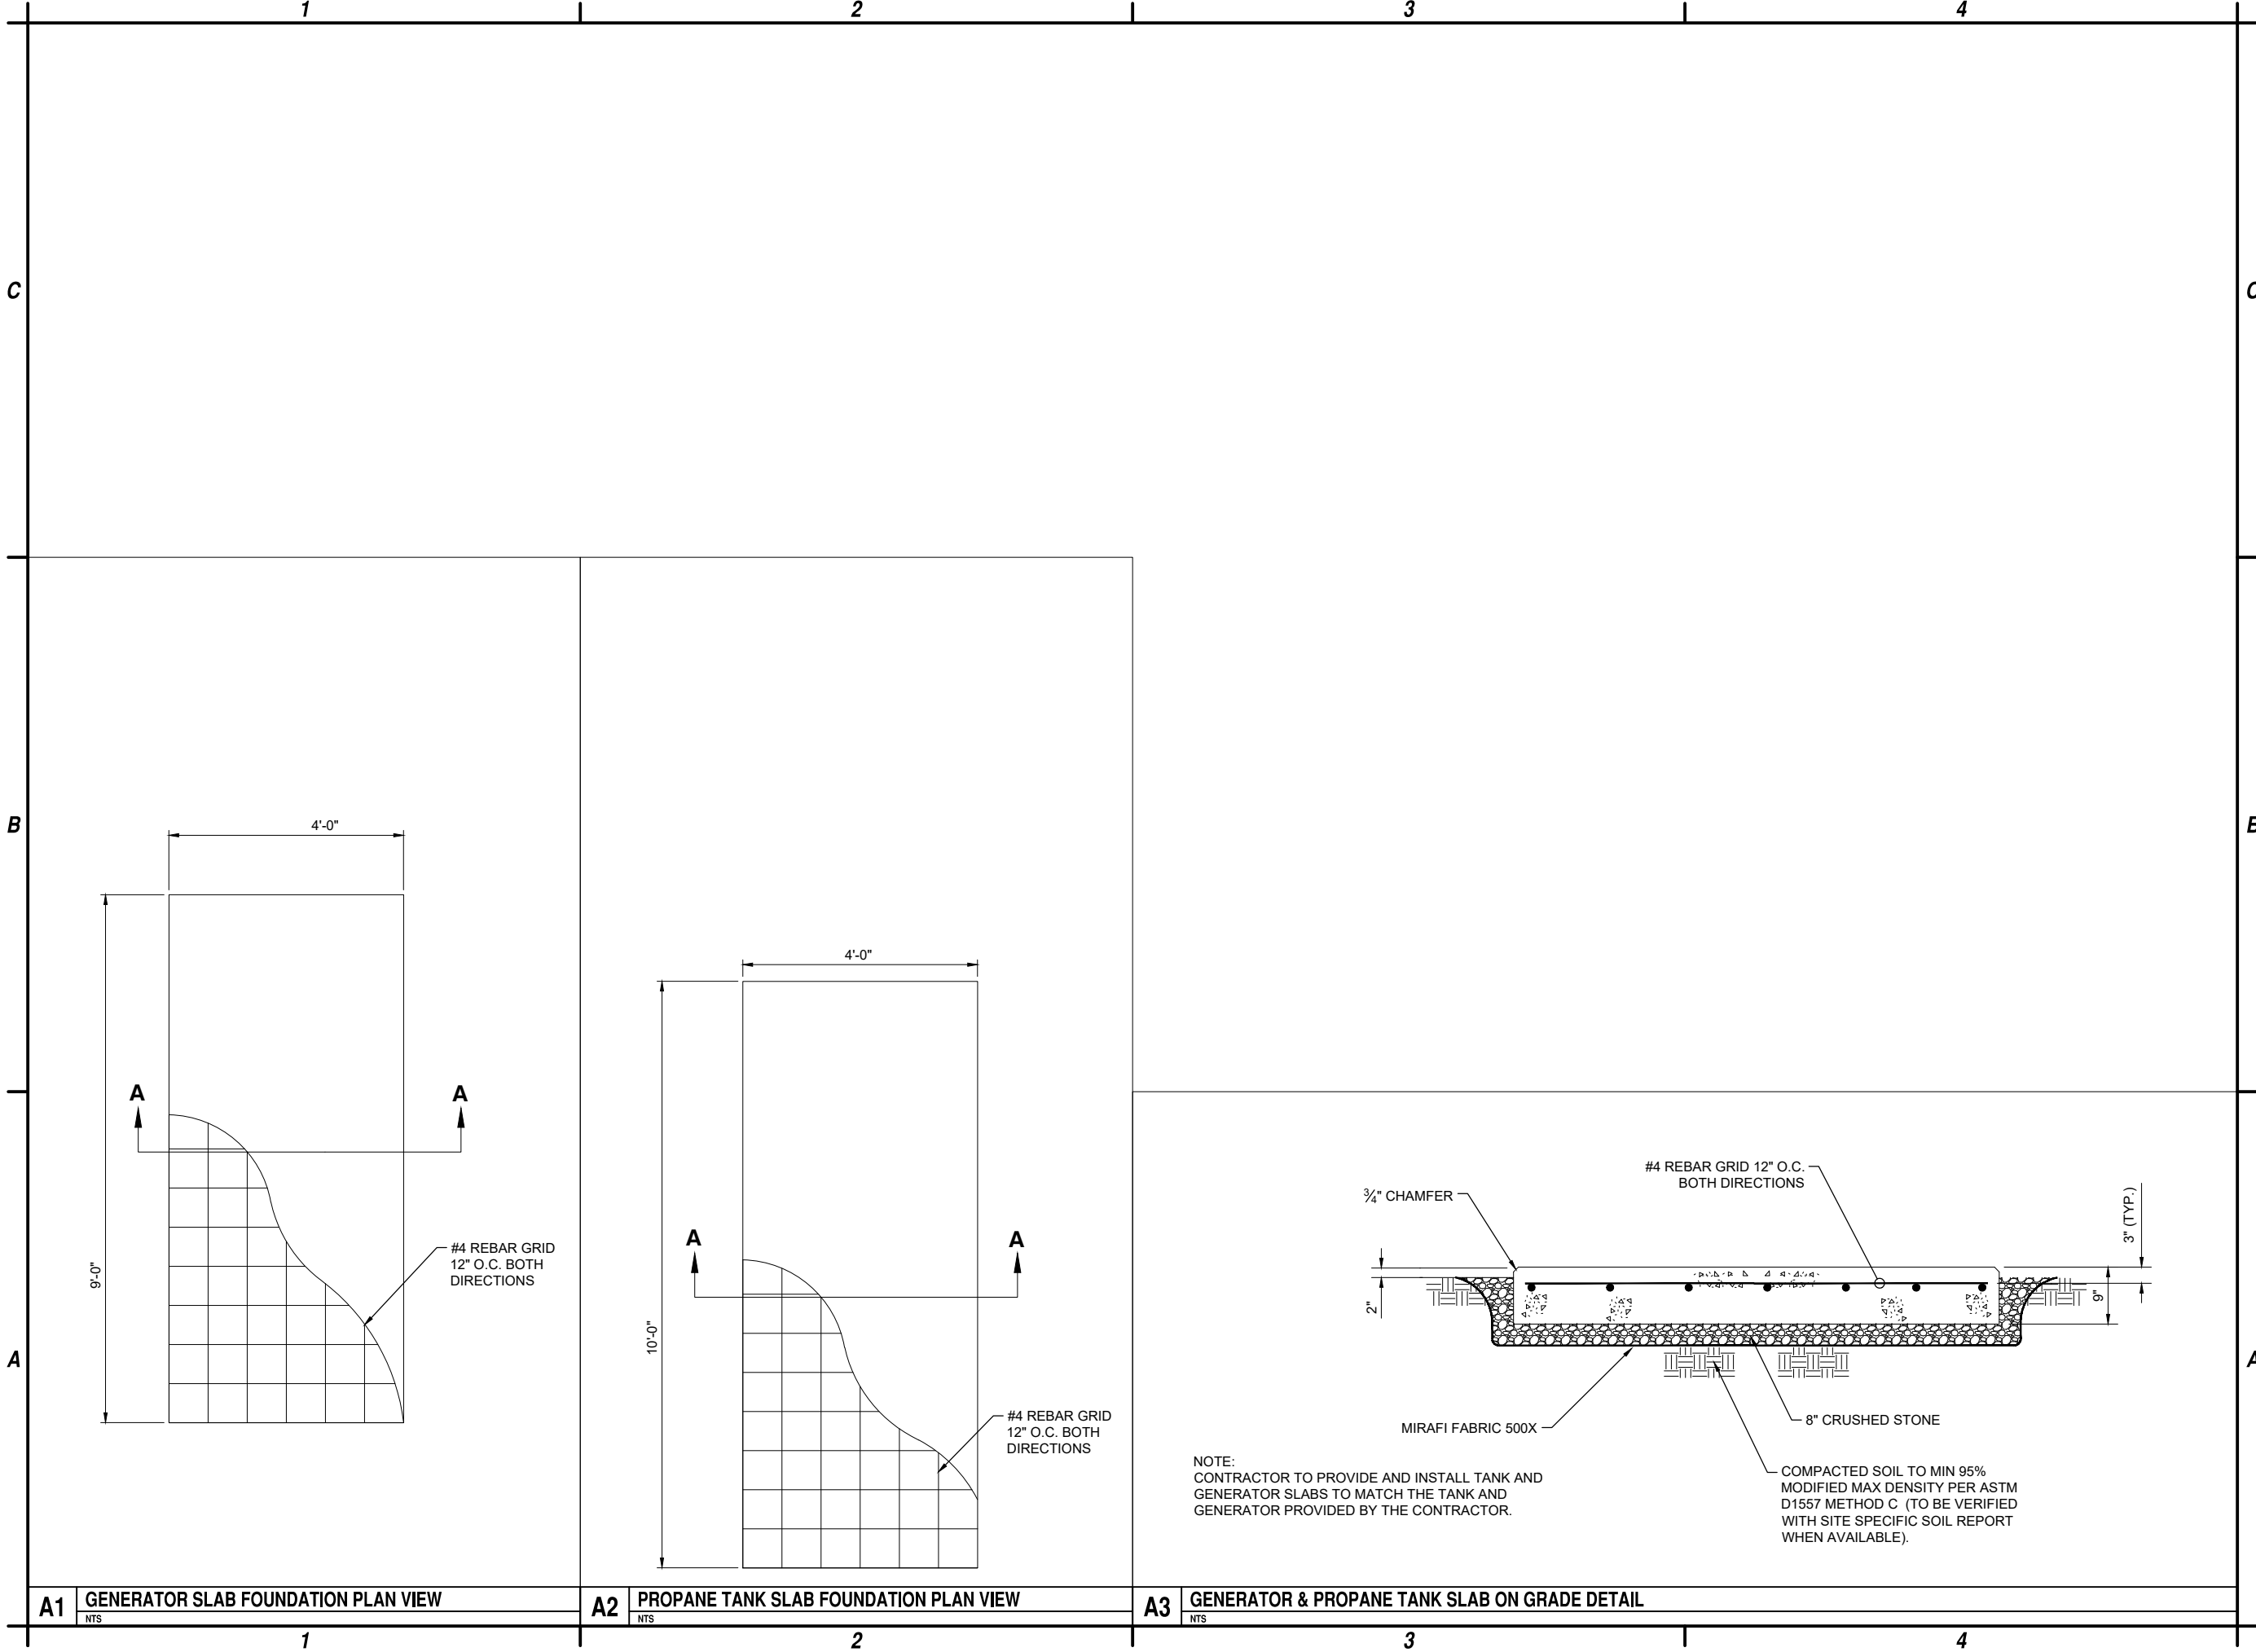 1 2 3 4
C C
B B
A A
4'-0"
9'-0"
A A
#4 REBAR GRID
12" O.C. BOTH
DIRECTIONS
4'-0"
10'-0"
A A
#4 REBAR GRID
12" O.C. BOTH
DIRECTIONS
#4 REBAR GRID 12" O.C.
BOTH DIRECTIONS
3/4" CHAMFER
3" (TYP.)
2"
9"
MIRAFI FABRIC 500X
8" CRUSHED STONE
NOTE:
CONTRACTOR TO PROVIDE AND INSTALL TANK AND
GENERATOR SLABS TO MATCH THE TANK AND
GENERATOR PROVIDED BY THE CONTRACTOR.
COMPACTED SOIL TO MIN 95%
MODIFIED MAX DENSITY PER ASTM
D1557 METHOD C (TO BE VERIFIED
WITH SITE SPECIFIC SOIL REPORT
WHEN AVAILABLE).
A1 GENERATOR SLAB FOUNDATION PLAN VIEW
NTS
A2 PROPANE TANK SLAB FOUNDATION PLAN VIEW
NTS
A3 GENERATOR & PROPANE TANK SLAB ON GRADE DETAIL
NTS
1 2 3 4